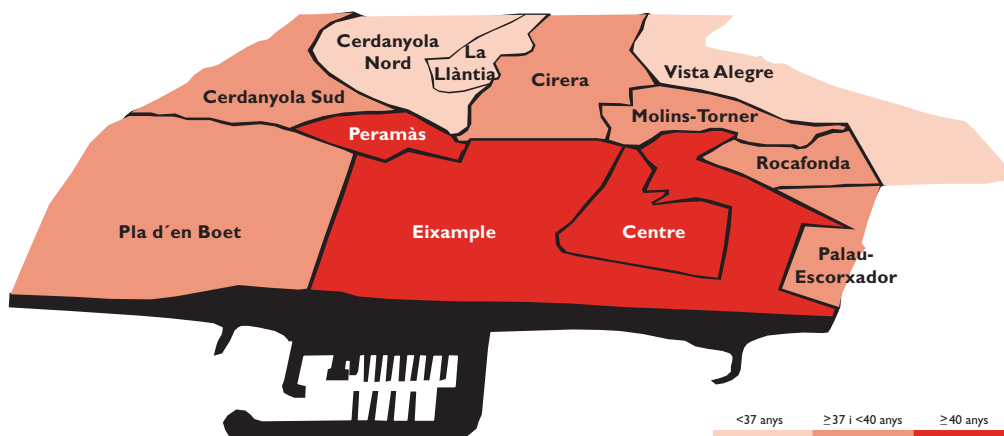 Cerdanyola
Nord
La
Llàntia
Cirera
Vista Alegre
Cerdanyola Sud
Molins-Torner
Peramàs
Rocafonda
Pla d´en Boet
Eixample
Centre
Palau-
Escorxador
<37 anys
≥37 i <40 anys
≥40 anys